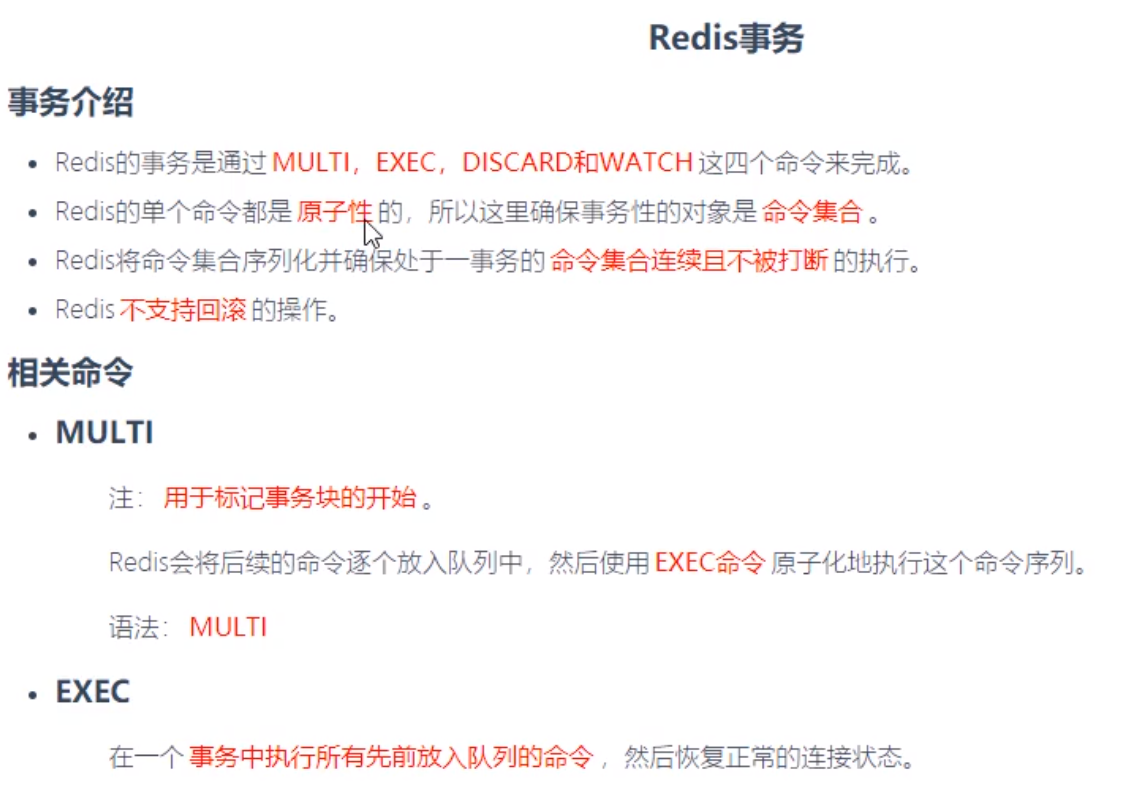 Redis事务
事务介绍
Redis的事务是通过 MULTI，EXEC，DISCARD和WATCH 这四个命令来完成。
Redis的单个命令都是 原子性 的，所以这里确保事务性的对象是 命令集合 。
Redis将命令集合序列化并确保处于一事务的 命令集合连续且不被打断 的执行。
Redis 不支持回滚 的操作。
相关命令
MULTI
注： 用于标记事务块的开始 。
Redis会将后续的命令逐个放入队列中，然后使用 EXEC命令 原子化地执行这个命令序列。
语法： MULTI
EXEC
在一个 事务中执行所有先前放入队列的命令 ，然后恢复正常的连接状态。